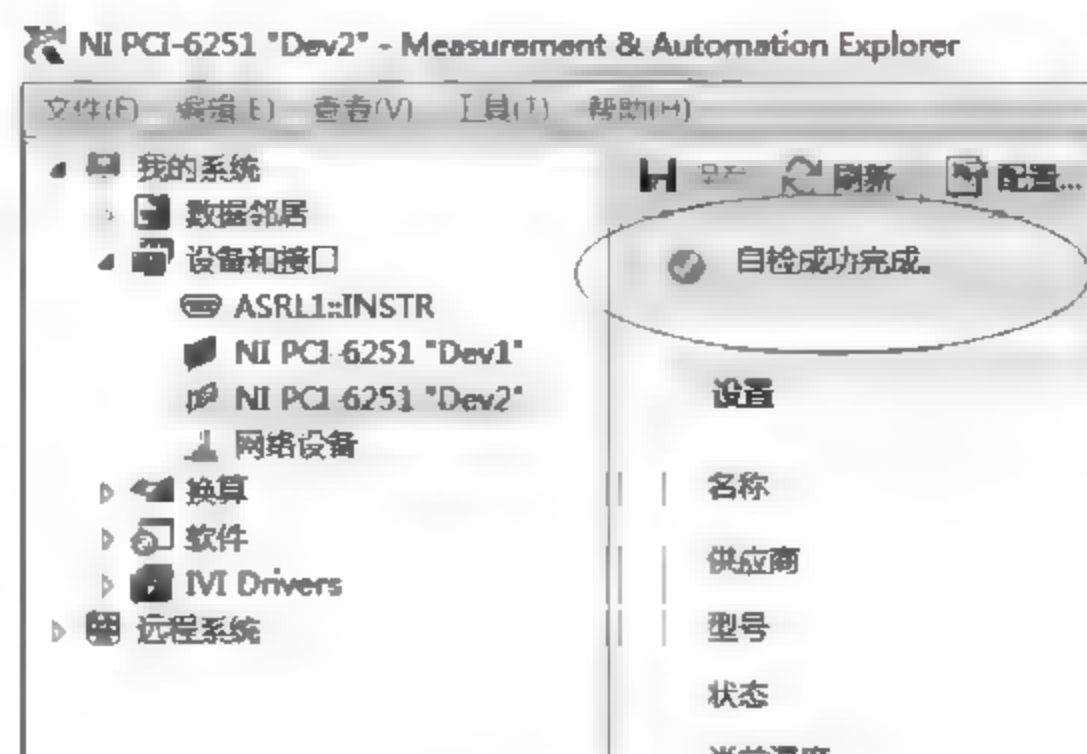 NI PCI-6251 "Dev2" - Measurement & Automation Explorer
文件(F) 编辑(E) 查看(V) 工具(T) 帮助(H)
我的系统
数据邻居
设备和接口
ASRL1::INSTR
NI PCI-6251 "Dev1"
NI PCI-6251 "Dev2"
网络设备
换算
软件
IVI Drivers
远程系统
刷新 配置...
自检成功完成。
设置
名称
供应商
型号
状态